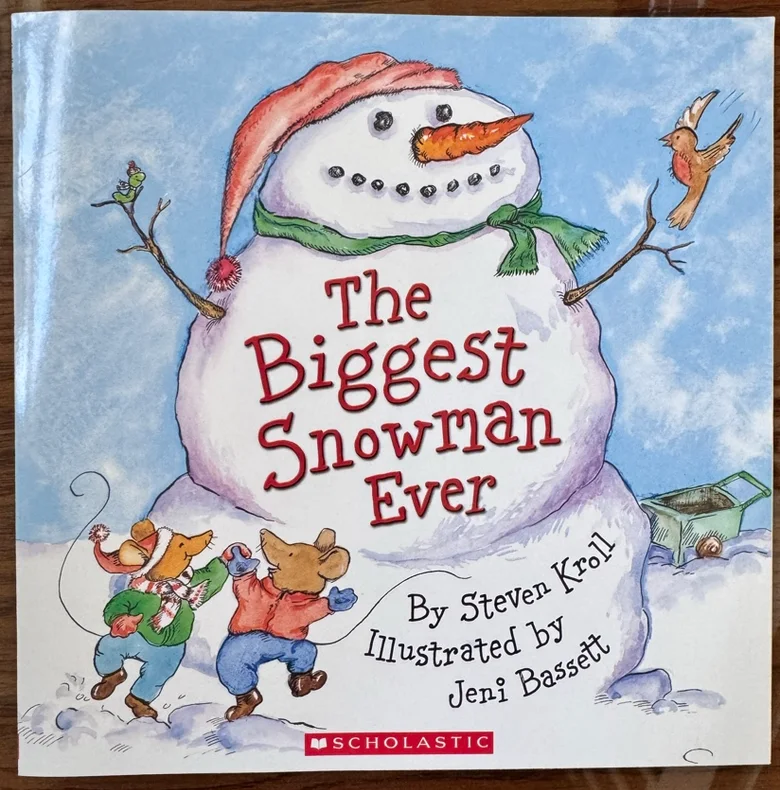 The
Biggest
Snowman
Ever
By Steven Kroll
Illustrated by
Jeni Bassett
SCHOLASTIC